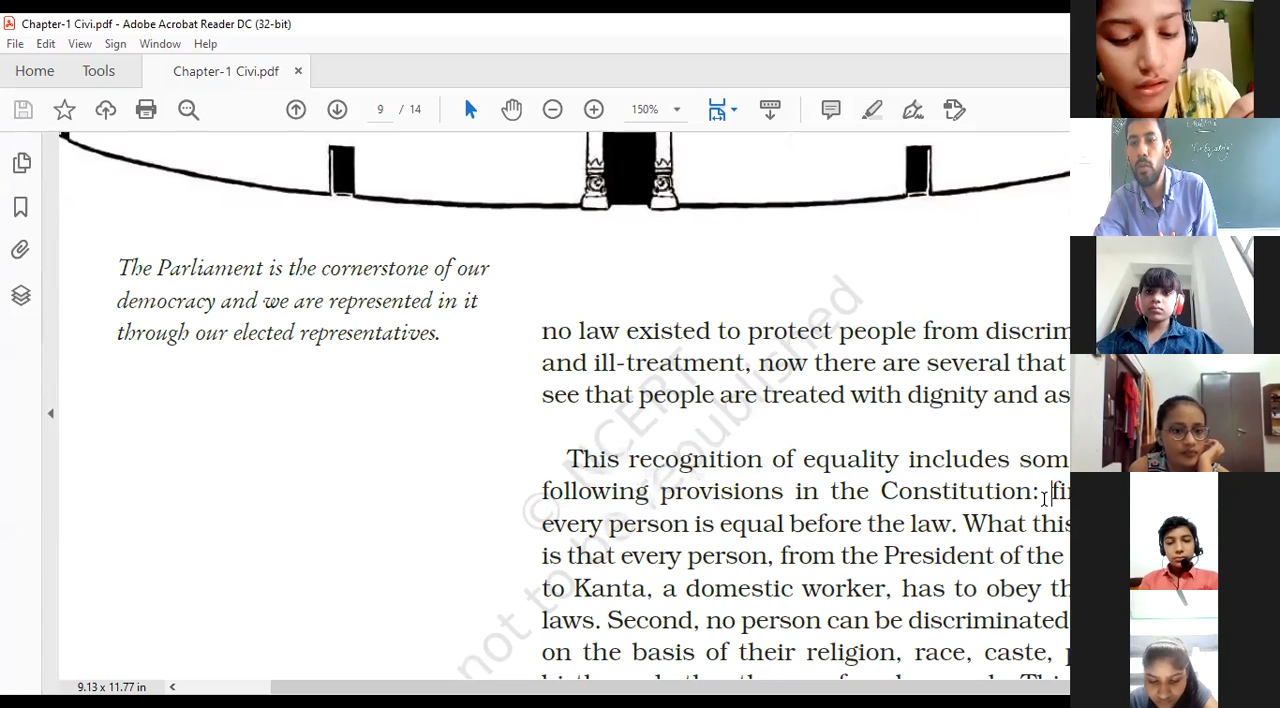 Chapter-1 Civi.pdf - Adobe Acrobat Reader DC (32-bit)
File Edit View Sign Window Help
Home Tools Chapter-1 Civi.pdf ×
9 / 14 150%
The Parliament is the cornerstone of our
democracy and we are represented in it
through our elected representatives.
no law existed to protect people from discrim
and ill-treatment, now there are several that
see that people are treated with dignity and as
This recognition of equality includes som
following provisions in the Constitution: fi
every person is equal before the law. What this
is that every person, from the President of the
to Kanta, a domestic worker, has to obey th
laws. Second, no person can be discriminated
on the basis of their religion, race, caste, p
© NCERT
not to be republished
9.13 x 11.77 in